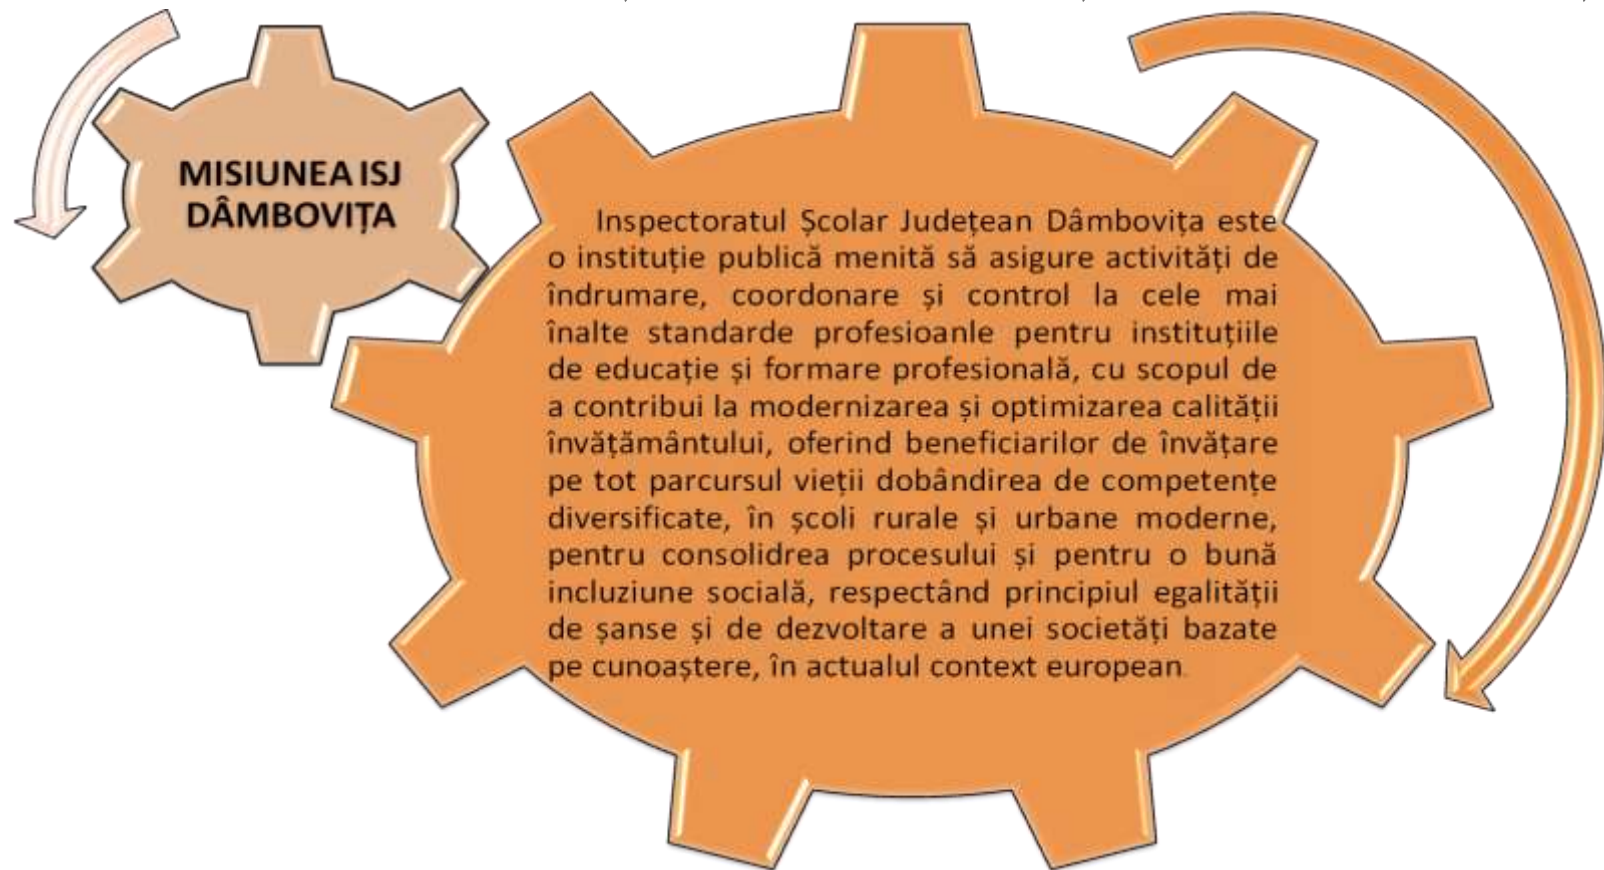 MISIUNEA ISJ
DÂMBOVIȚA
Inspectoratul Școlar Județean Dâmbovița este
o instituție publică menită să asigure activități de
îndrumare, coordonare și control la cele mai
înalte standarde profesioanle pentru instituțiile
de educație și formare profesională, cu scopul de
a contribui la modernizarea și optimizarea calității
învățământului, oferind beneficiarilor de învățare
pe tot parcursul vieții dobândirea de competențe
diversificate, în școli rurale și urbane moderne,
pentru consolidrea procesului și pentru o bună
incluziune socială, respectând principiul egalității
de șanse și de dezvoltare a unei societăți bazate
pe cunoaștere, în actualul context european.